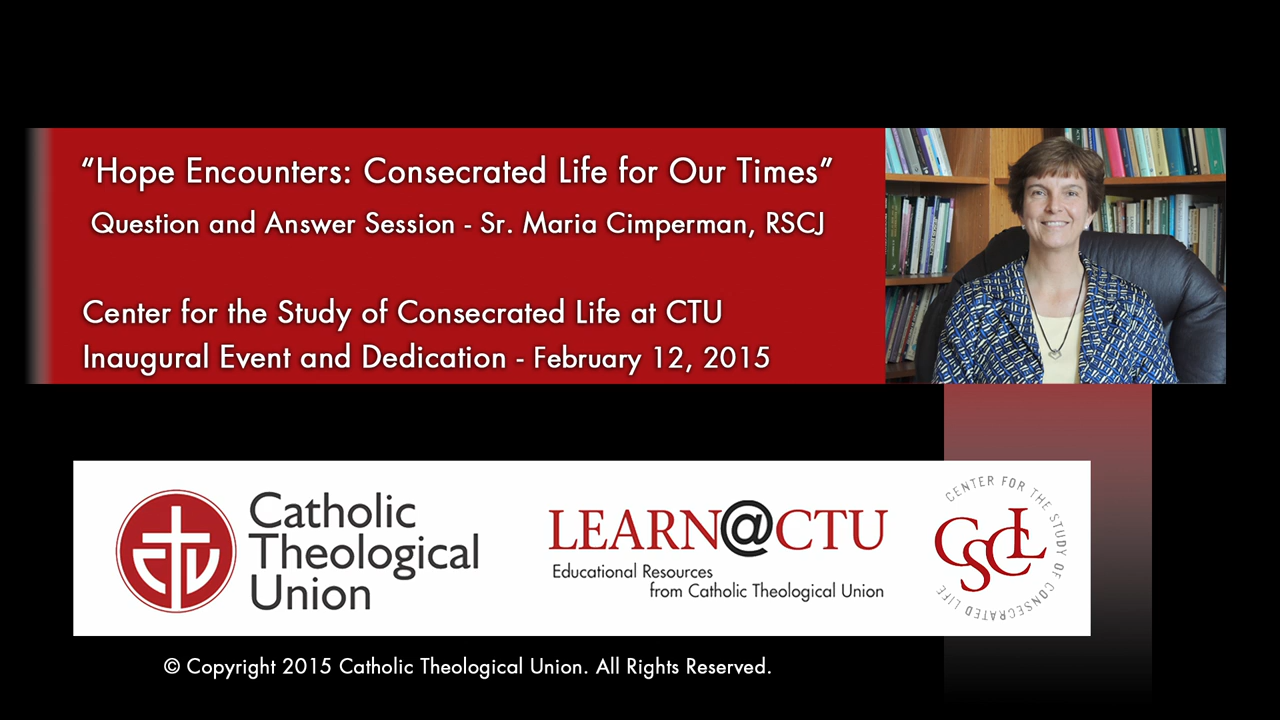 “Hope Encounters: Consecrated Life for Our Times”
Question and Answer Session - Sr. Maria Cimperman, RSCJ
Center for the Study of Consecrated Life at CTU
Inaugural Event and Dedication - February 12, 2015
CTU
Catholic
Theological
Union
LEARN@CTU
Educational Resources
from Catholic Theological Union
CENTER FOR THE STUDY OF CONSECRATED LIFE
CSCL
© Copyright 2015 Catholic Theological Union. All Rights Reserved.